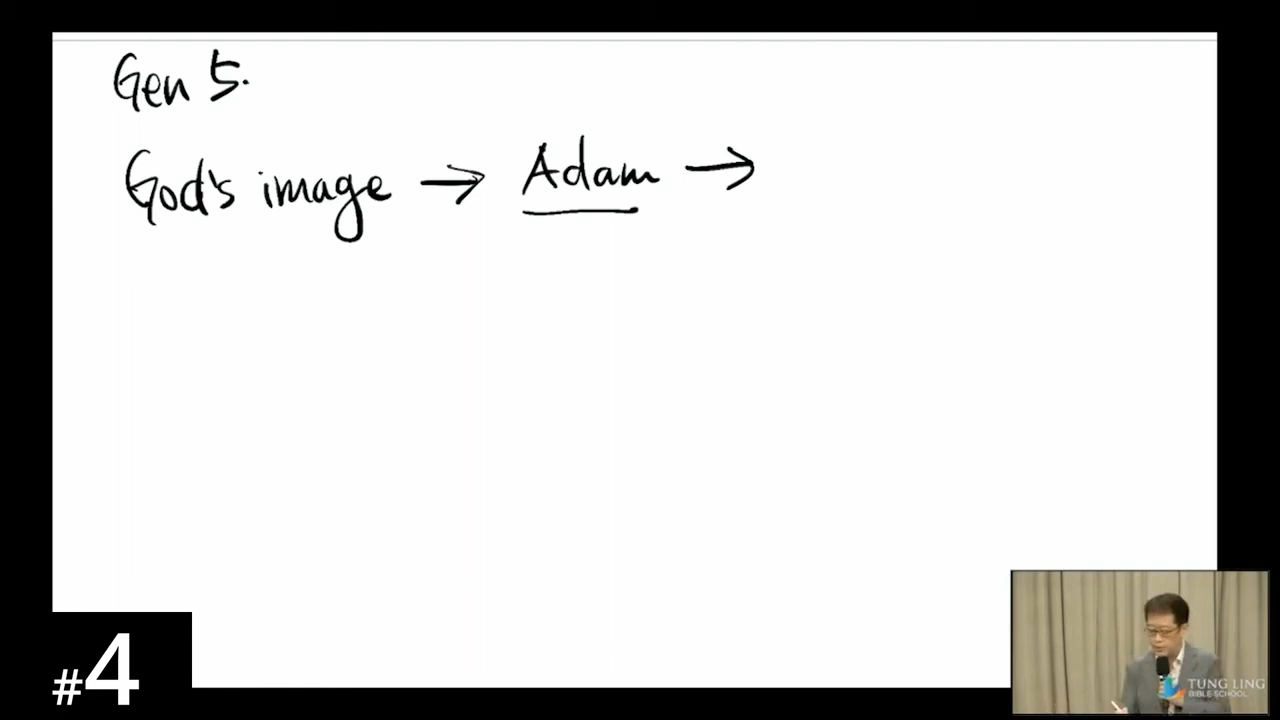 Gen 5.
God's image → Adam →
#4
TUNG LING
BIBLE SCHOOL